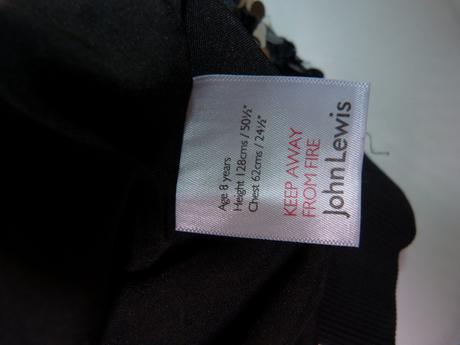 John Lewis
KEEP AWAY
FROM FIRE
Age 8 years
Height 128cms / 50½"
Chest 62cms / 24½"